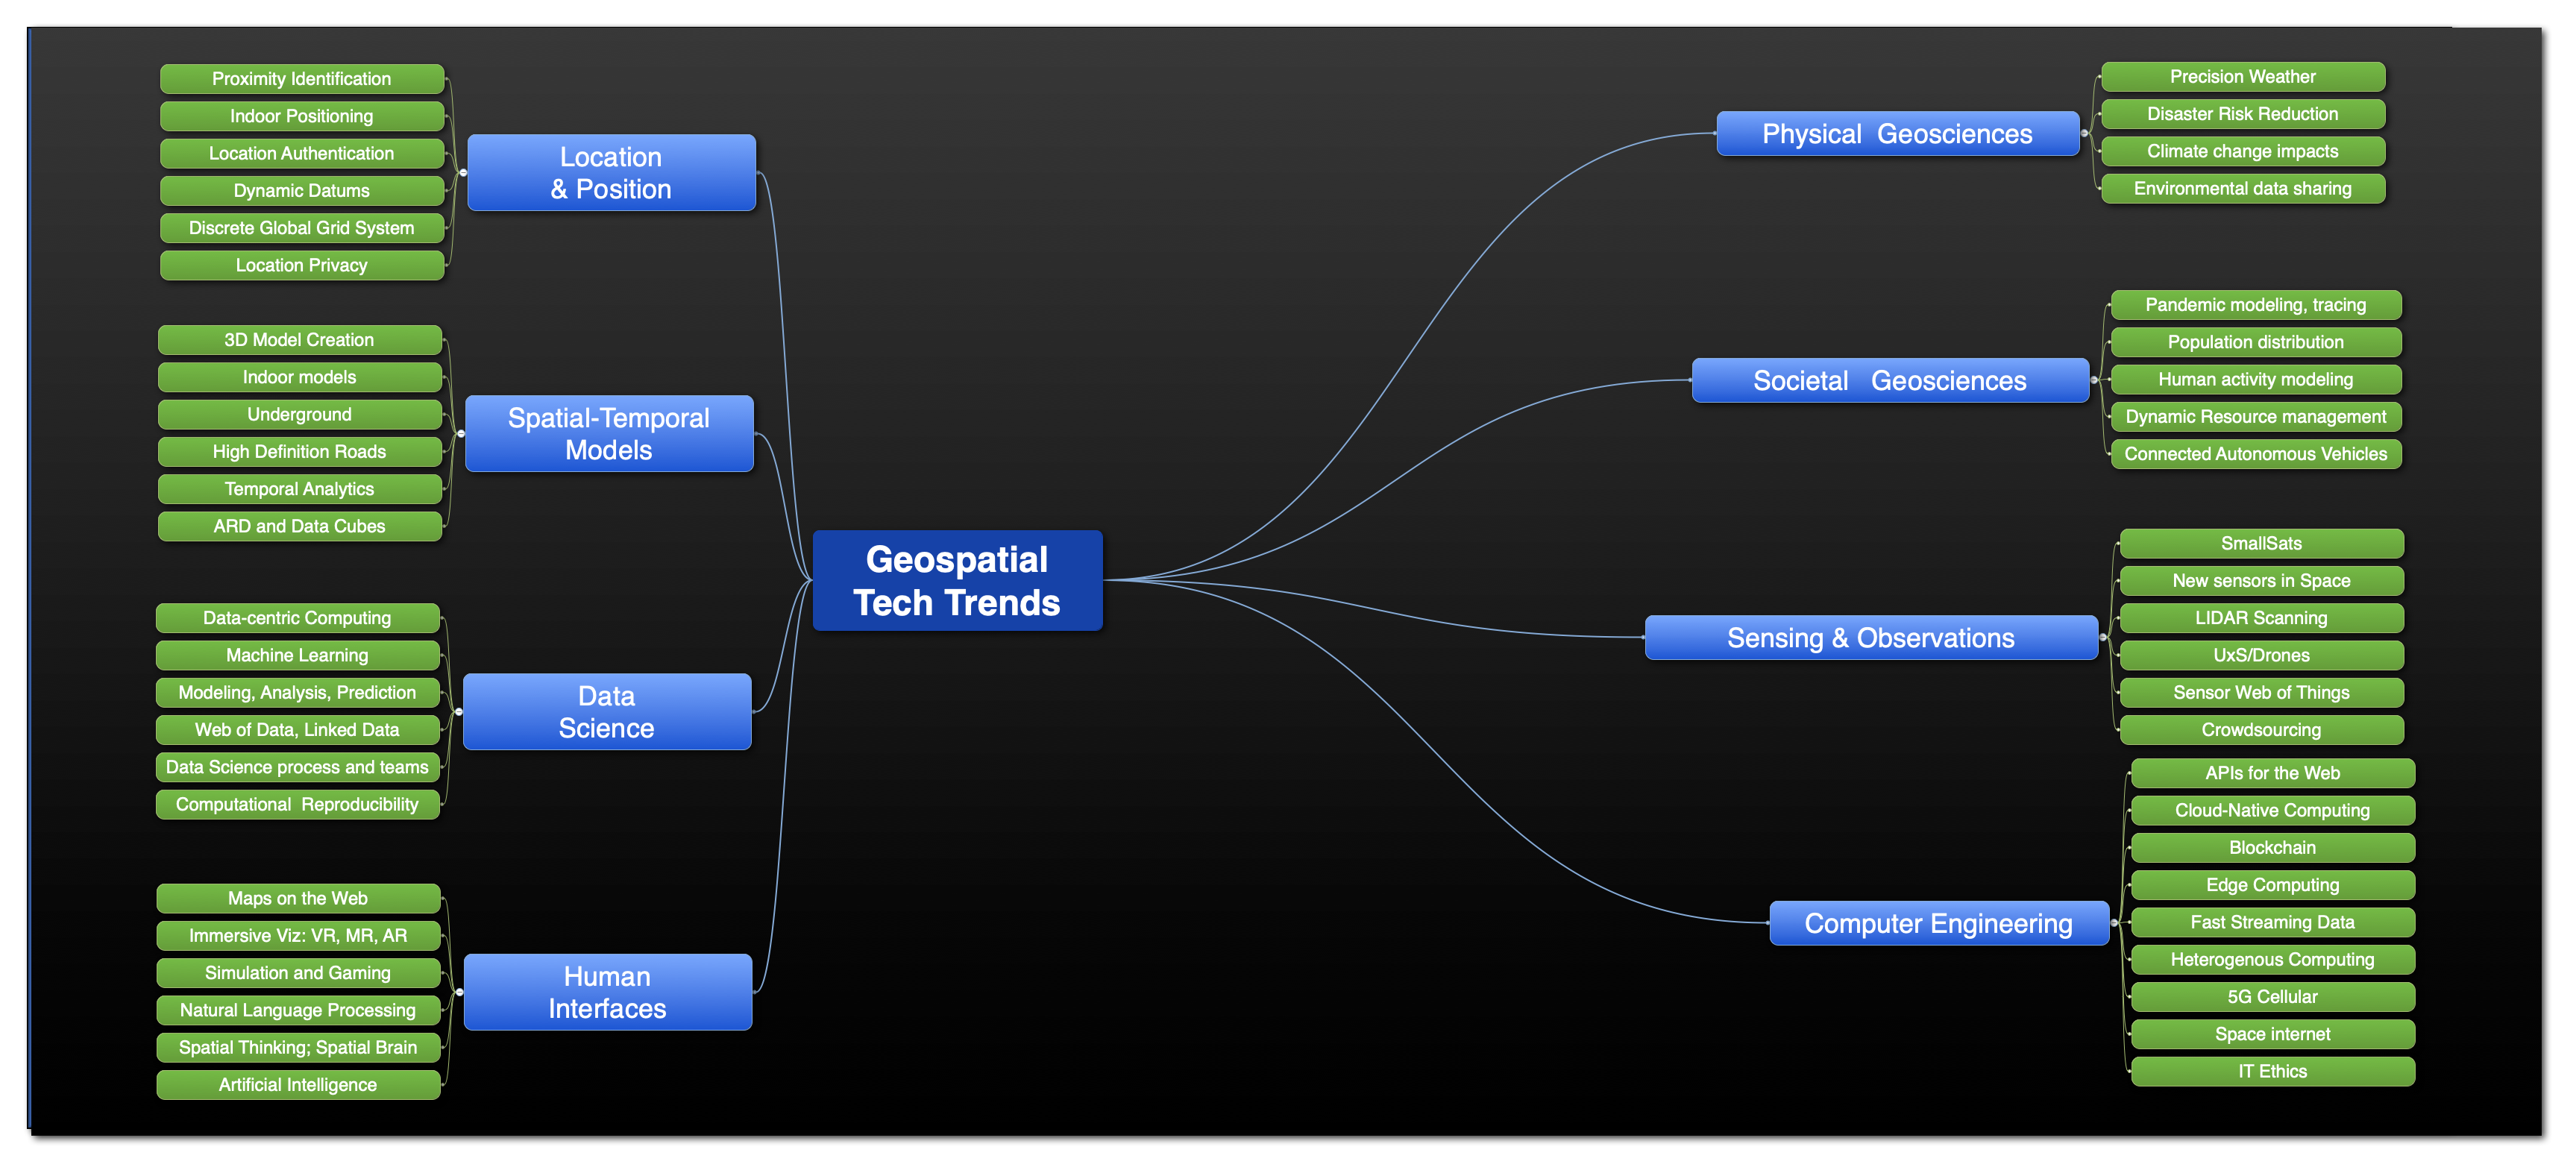 Geospatial
Tech Trends
Location
& Position
Proximity Identification
Indoor Positioning
Location Authentication
Dynamic Datums
Discrete Global Grid System
Location Privacy
Spatial-Temporal
Models
3D Model Creation
Indoor models
Underground
High Definition Roads
Temporal Analytics
ARD and Data Cubes
Data
Science
Data-centric Computing
Machine Learning
Modeling, Analysis, Prediction
Web of Data, Linked Data
Data Science process and teams
Computational  Reproducibility
Human
Interfaces
Maps on the Web
Immersive Viz: VR, MR, AR
Simulation and Gaming
Natural Language Processing
Spatial Thinking; Spatial Brain
Artificial Intelligence
Physical  Geosciences
Precision Weather
Disaster Risk Reduction
Climate change impacts
Environmental data sharing
Societal   Geosciences
Pandemic modeling, tracing
Population distribution
Human activity modeling
Dynamic Resource management
Connected Autonomous Vehicles
Sensing & Observations
SmallSats
New sensors in Space
LIDAR Scanning
UxS/Drones
Sensor Web of Things
Crowdsourcing
Computer Engineering
APIs for the Web
Cloud-Native Computing
Blockchain
Edge Computing
Fast Streaming Data
Heterogenous Computing
5G Cellular
Space internet
IT Ethics